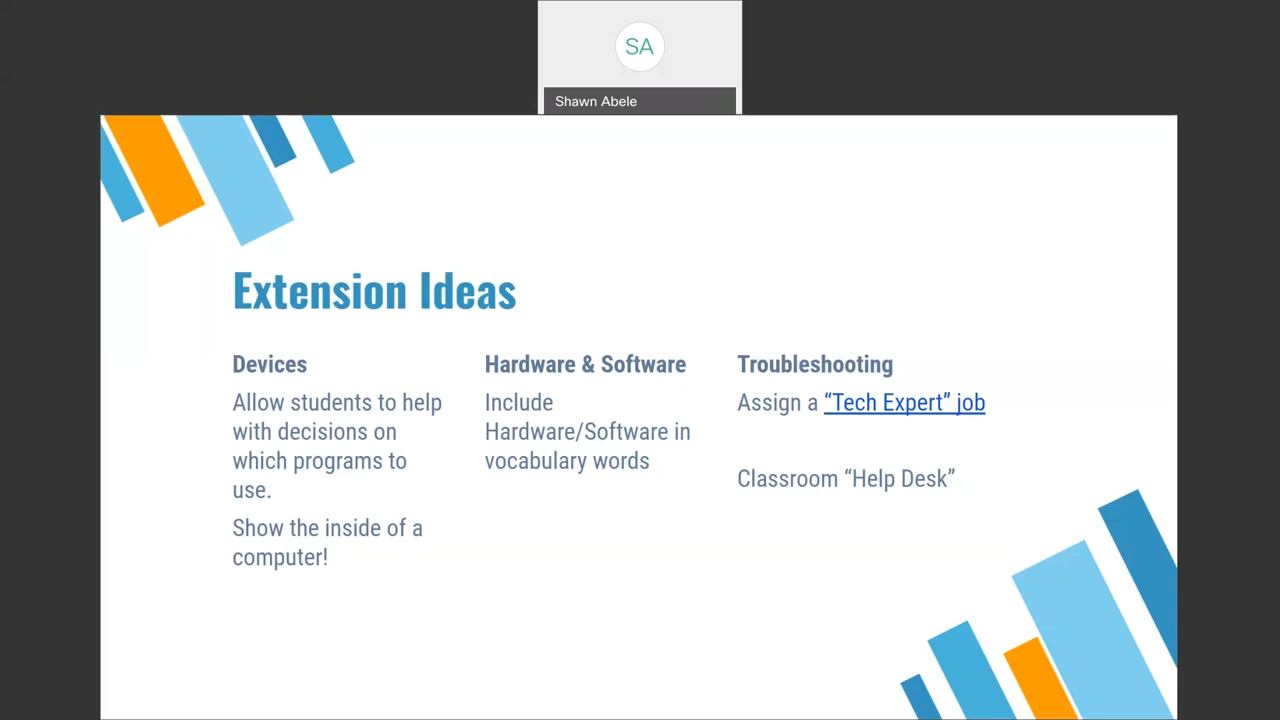 SA
Shawn Abele
Extension Ideas
Devices
Allow students to help
with decisions on
which programs to
use.
Show the inside of a
computer!
Hardware & Software
Include
Hardware/Software in
vocabulary words
Troubleshooting
Assign a “Tech Expert” job
Classroom “Help Desk”